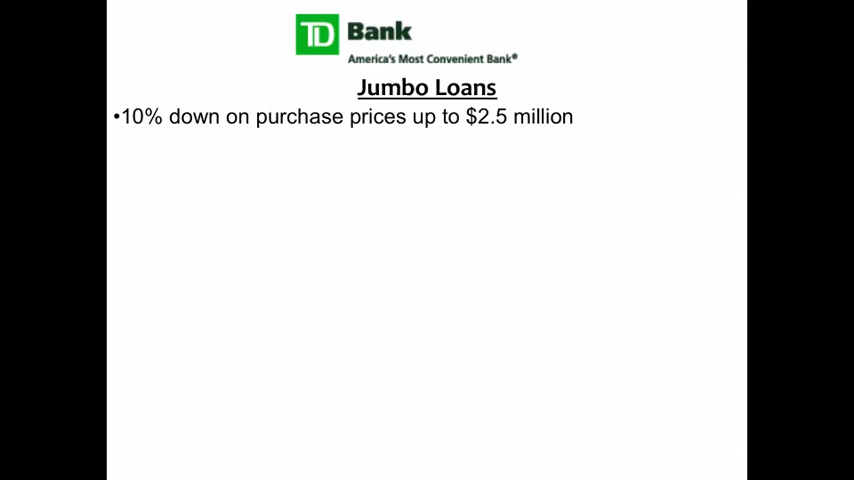 TD Bank
America's Most Convenient Bank®
Jumbo Loans
•10% down on purchase prices up to $2.5 million